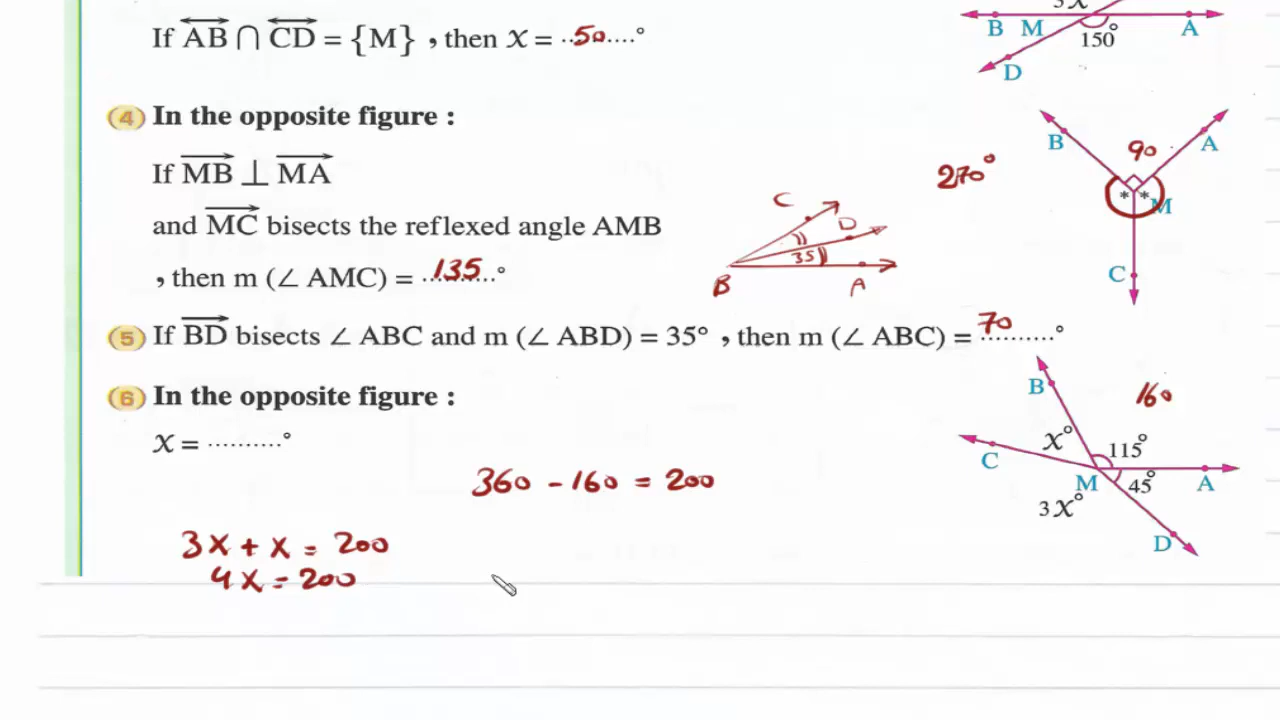 If AB ∩ CD = {M} , then x = ..50....°
B M 150° A
D
(4) In the opposite figure :
If MB ⊥ MA
and MC bisects the reflexed angle AMB
, then m (∠ AMC) = ..135..°
270°
B 90 A
* * M
C
C D
35
B A
(5) If BD bisects ∠ ABC and m (∠ ABD) = 35° , then m (∠ ABC) = 70..........°
(6) In the opposite figure :
x = ..........°
B 160
C x° 115°
M 45° A
3x°
D
360 - 160 = 200
3x + x = 200
4x = 200